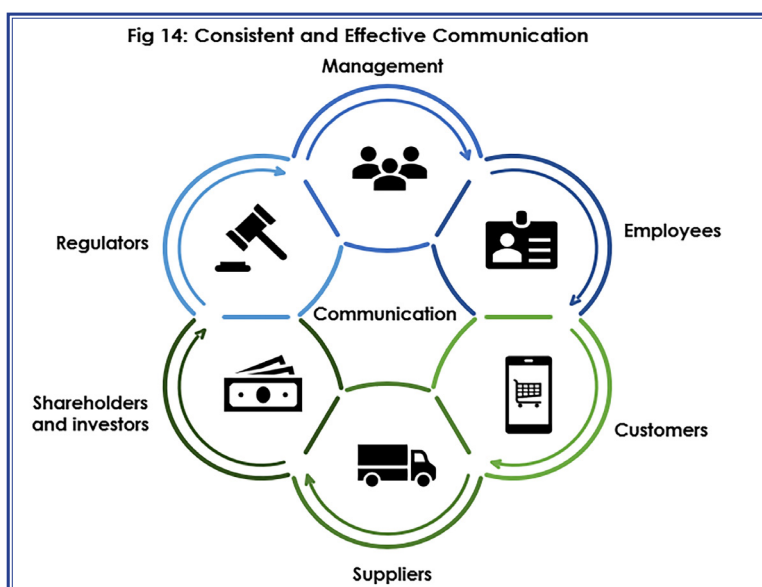 Fig 14: Consistent and Effective Communication
Management
Regulators
Employees
Communication
Shareholders
and investors
Customers
Suppliers